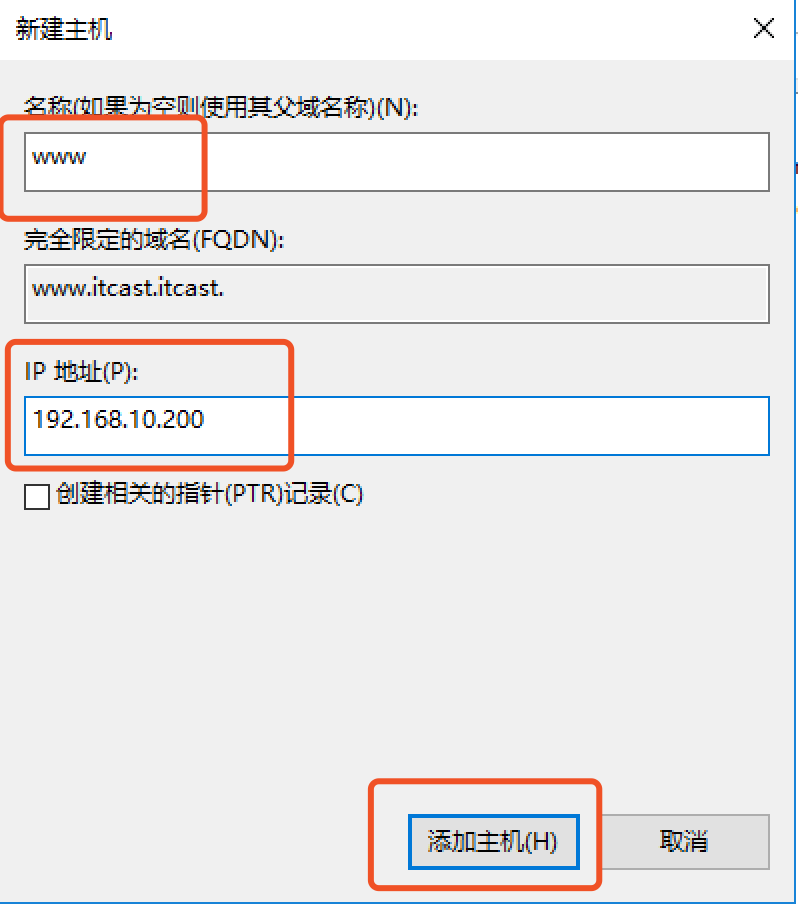 新建主机
名称(如果为空则使用其父域名称)(N):
www
完全限定的域名(FQDN):
www.itcast.itcast.
IP 地址(P):
192.168.10.200
创建相关的指针(PTR)记录(C)
添加主机(H) 取消